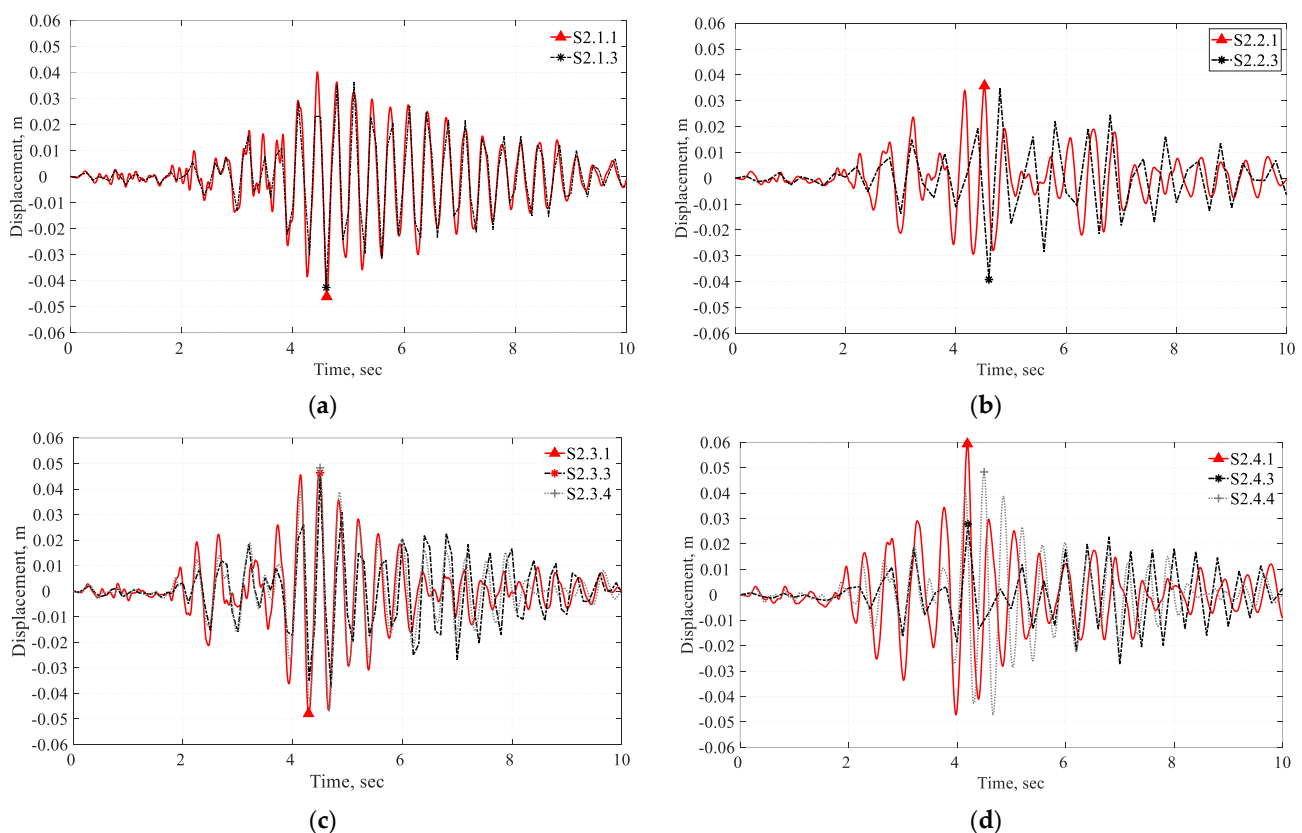 0.06
0.05
0.04
0.03
0.02
0.01
0
-0.01
-0.02
-0.03
-0.04
-0.05
-0.06
Displacement, m
S2.1.1
S2.1.3
0 2 4 6 8 10
Time, sec
(a)
0.06
0.05
0.04
0.03
0.02
0.01
0
-0.01
-0.02
-0.03
-0.04
-0.05
-0.06
Displacement, m
S2.2.1
S2.2.3
0 2 4 6 8 10
Time, sec
(b)
0.06
0.05
0.04
0.03
0.02
0.01
0
-0.01
-0.02
-0.03
-0.04
-0.05
-0.06
Displacement, m
S2.3.1
S2.3.3
S2.3.4
0 2 4 6 8 10
Time, sec
(c)
0.06
0.05
0.04
0.03
0.02
0.01
0
-0.01
-0.02
-0.03
-0.04
-0.05
-0.06
Displacement, m
S2.4.1
S2.4.3
S2.4.4
0 2 4 6 8 10
Time, sec
(d)